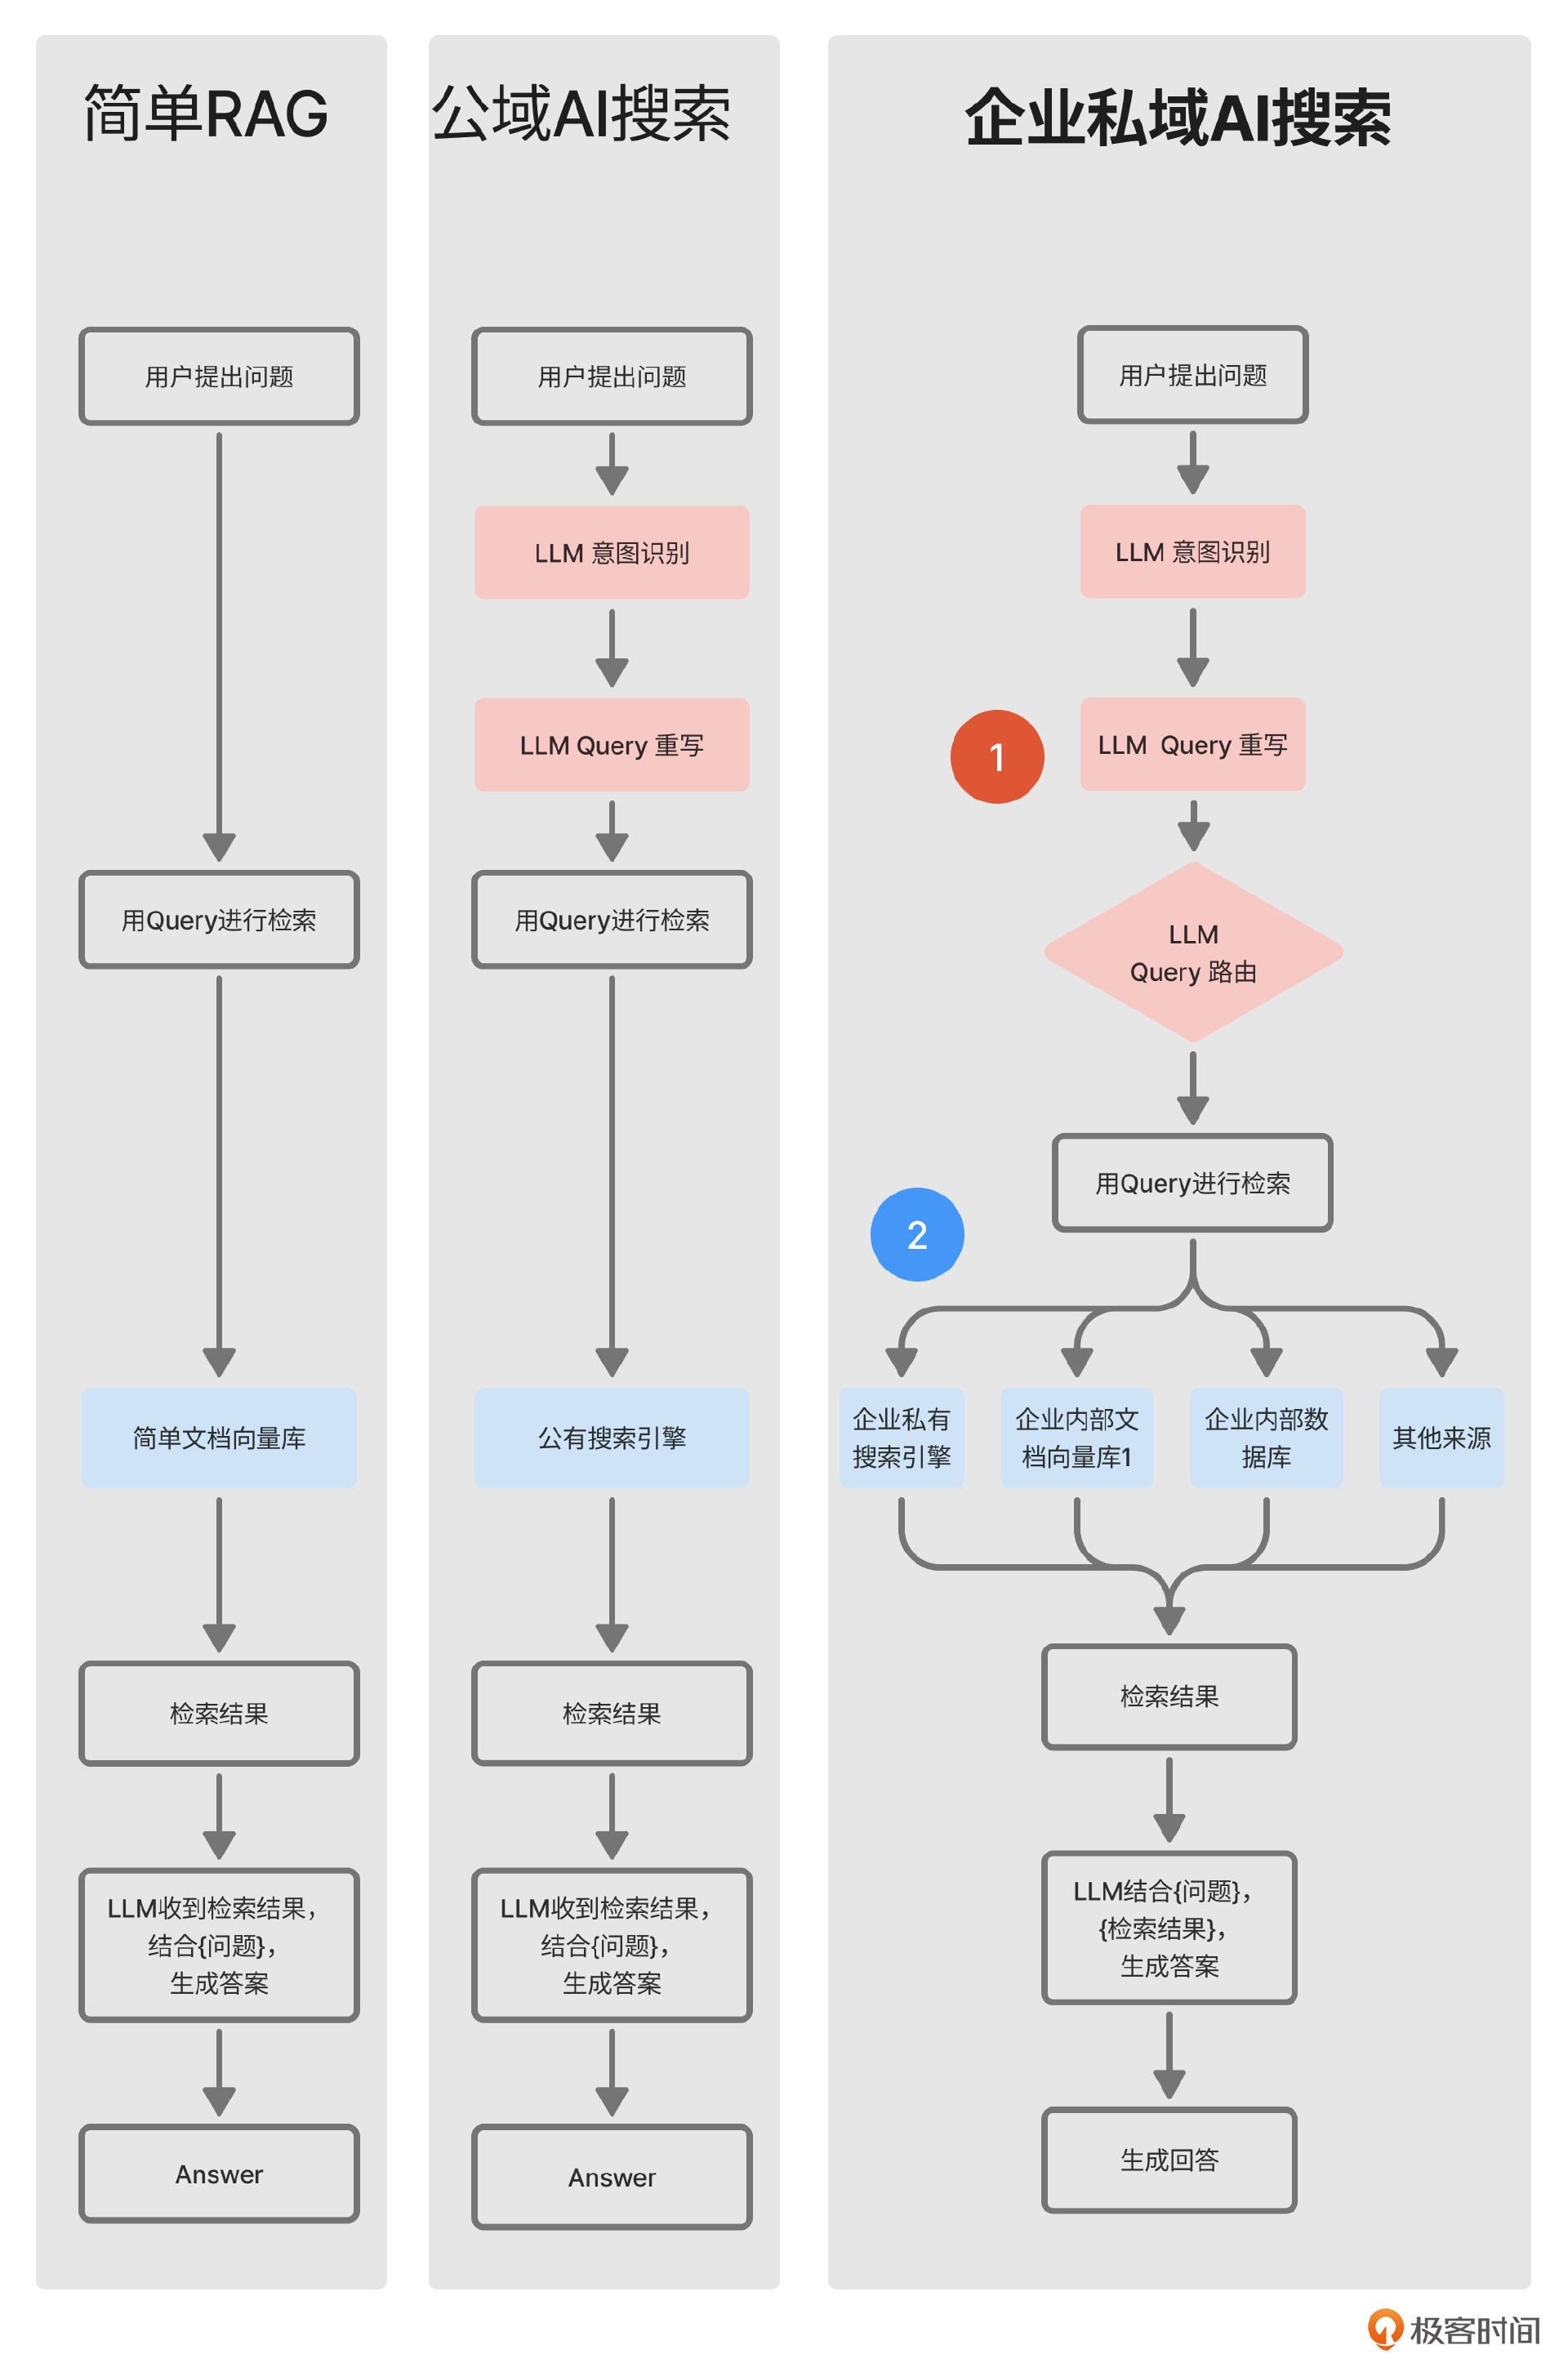 简单RAG
用户提出问题
用Query进行检索
简单文档向量库
检索结果
LLM收到检索结果，
结合{问题}，
生成答案
Answer
公域AI搜索
用户提出问题
LLM 意图识别
LLM Query 重写
用Query进行检索
公有搜索引擎
检索结果
LLM收到检索结果，
结合{问题}，
生成答案
Answer
企业私域AI搜索
用户提出问题
LLM 意图识别
1
LLM Query 重写
LLM
Query 路由
用Query进行检索
2
企业私有
搜索引擎
企业内部文
档向量库1
企业内部数
据库
其他来源
检索结果
LLM结合{问题}，
{检索结果}，
生成答案
生成回答
极客时间